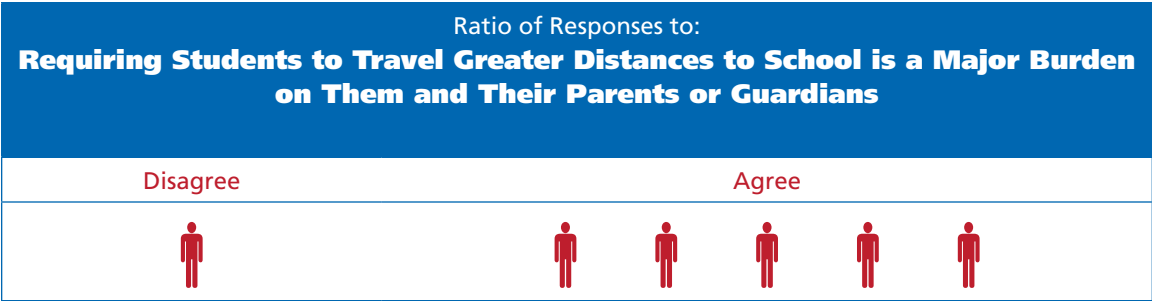 Ratio of Responses to:
Requiring Students to Travel Greater Distances to School is a Major Burden
on Them and Their Parents or Guardians
Disagree
Agree